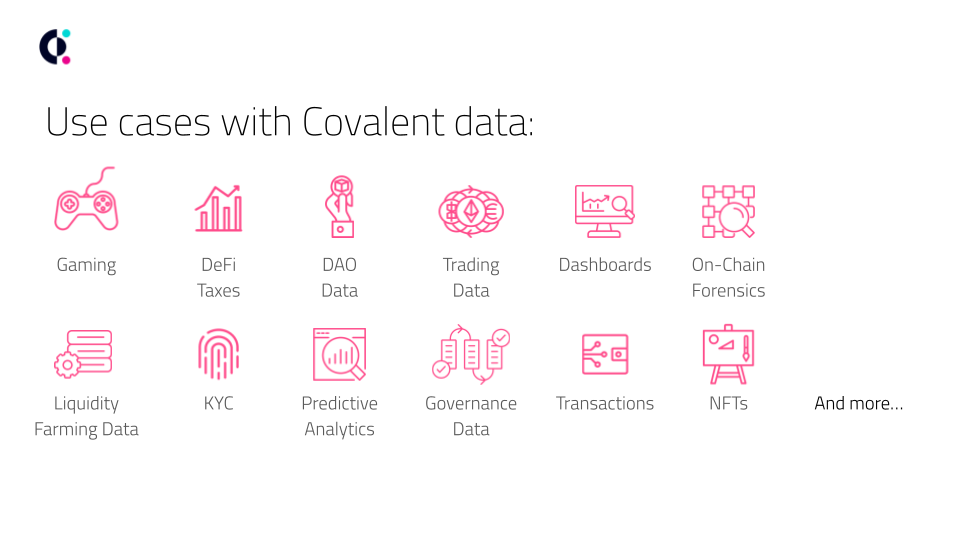 Use cases with Covalent data:
Gaming
DeFi
Taxes
DAO
Data
Trading
Data
Dashboards
On-Chain
Forensics
Liquidity
Farming Data
KYC
Predictive
Analytics
Governance
Data
Transactions
NFTs
And more...